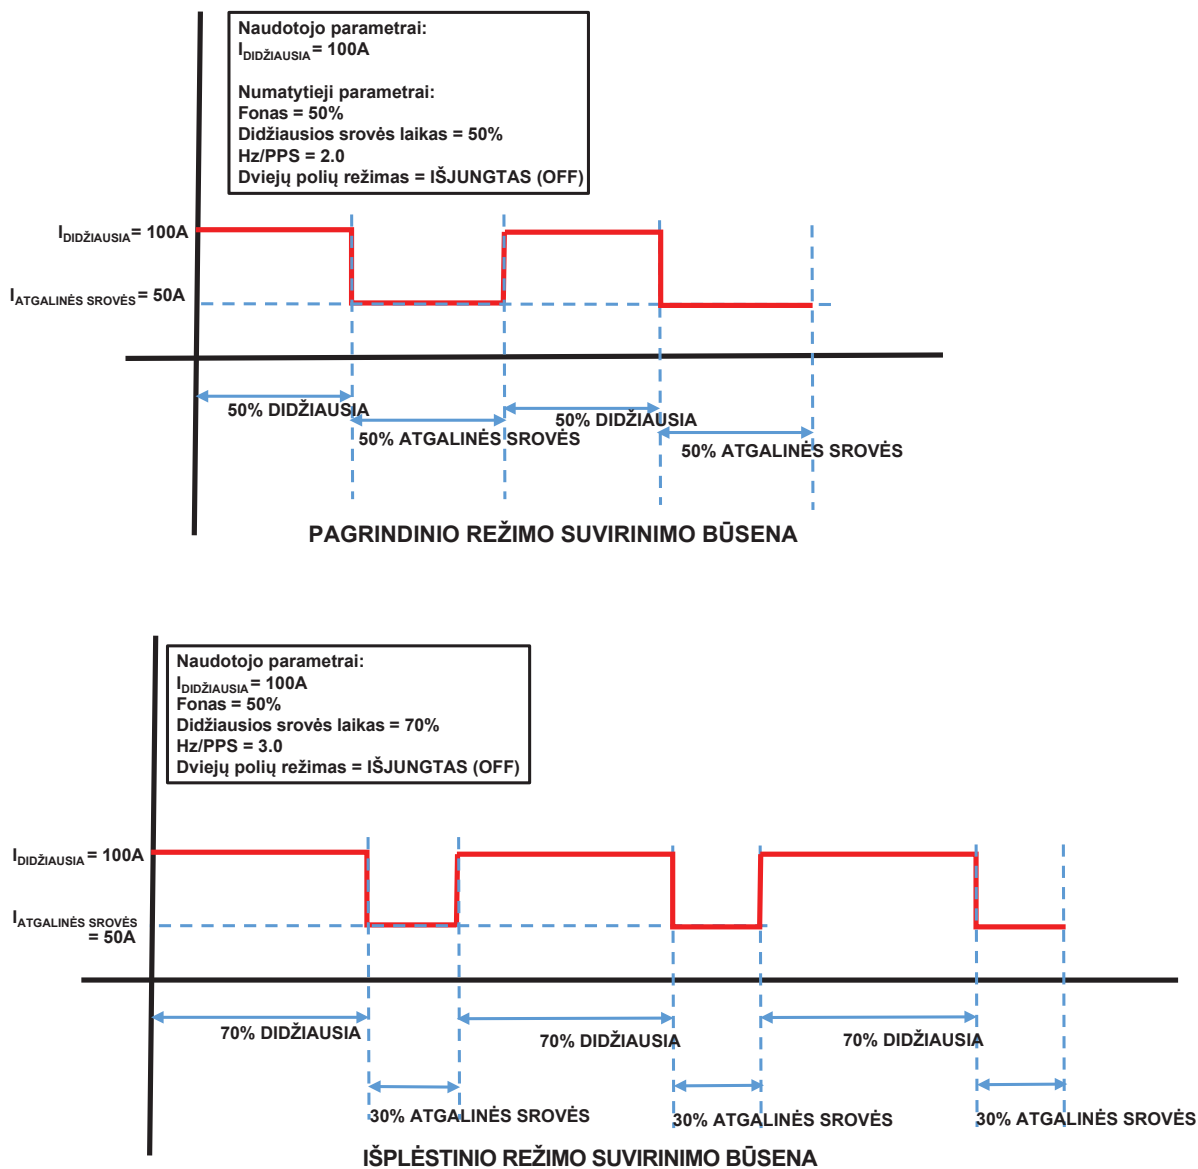 Naudotojo parametrai:
IDIDŽIAUSIA = 100A
Numatytieji parametrai:
Fonas = 50%
Didžiausios srovės laikas = 50%
Hz/PPS = 2.0
Dviejų polių režimas = IŠJUNGTAS (OFF)
IDIDŽIAUSIA = 100A
IATGALINĖS SROVĖS = 50A
50% DIDŽIAUSIA
50% ATGALINĖS SROVĖS
50% DIDŽIAUSIA
50% ATGALINĖS SROVĖS
PAGRINDINIO REŽIMO SUVIRINIMO BŪSENA
Naudotojo parametrai:
IDIDŽIAUSIA = 100A
Fonas = 50%
Didžiausios srovės laikas = 70%
Hz/PPS = 3.0
Dviejų polių režimas = IŠJUNGTAS (OFF)
IDIDŽIAUSIA = 100A
IATGALINĖS SROVĖS
= 50A
70% DIDŽIAUSIA
70% DIDŽIAUSIA
70% DIDŽIAUSIA
30% ATGALINĖS SROVĖS
30% ATGALINĖS SROVĖS
30% ATGALINĖS SROVĖS
IŠPLĖSTINIO REŽIMO SUVIRINIMO BŪSENA